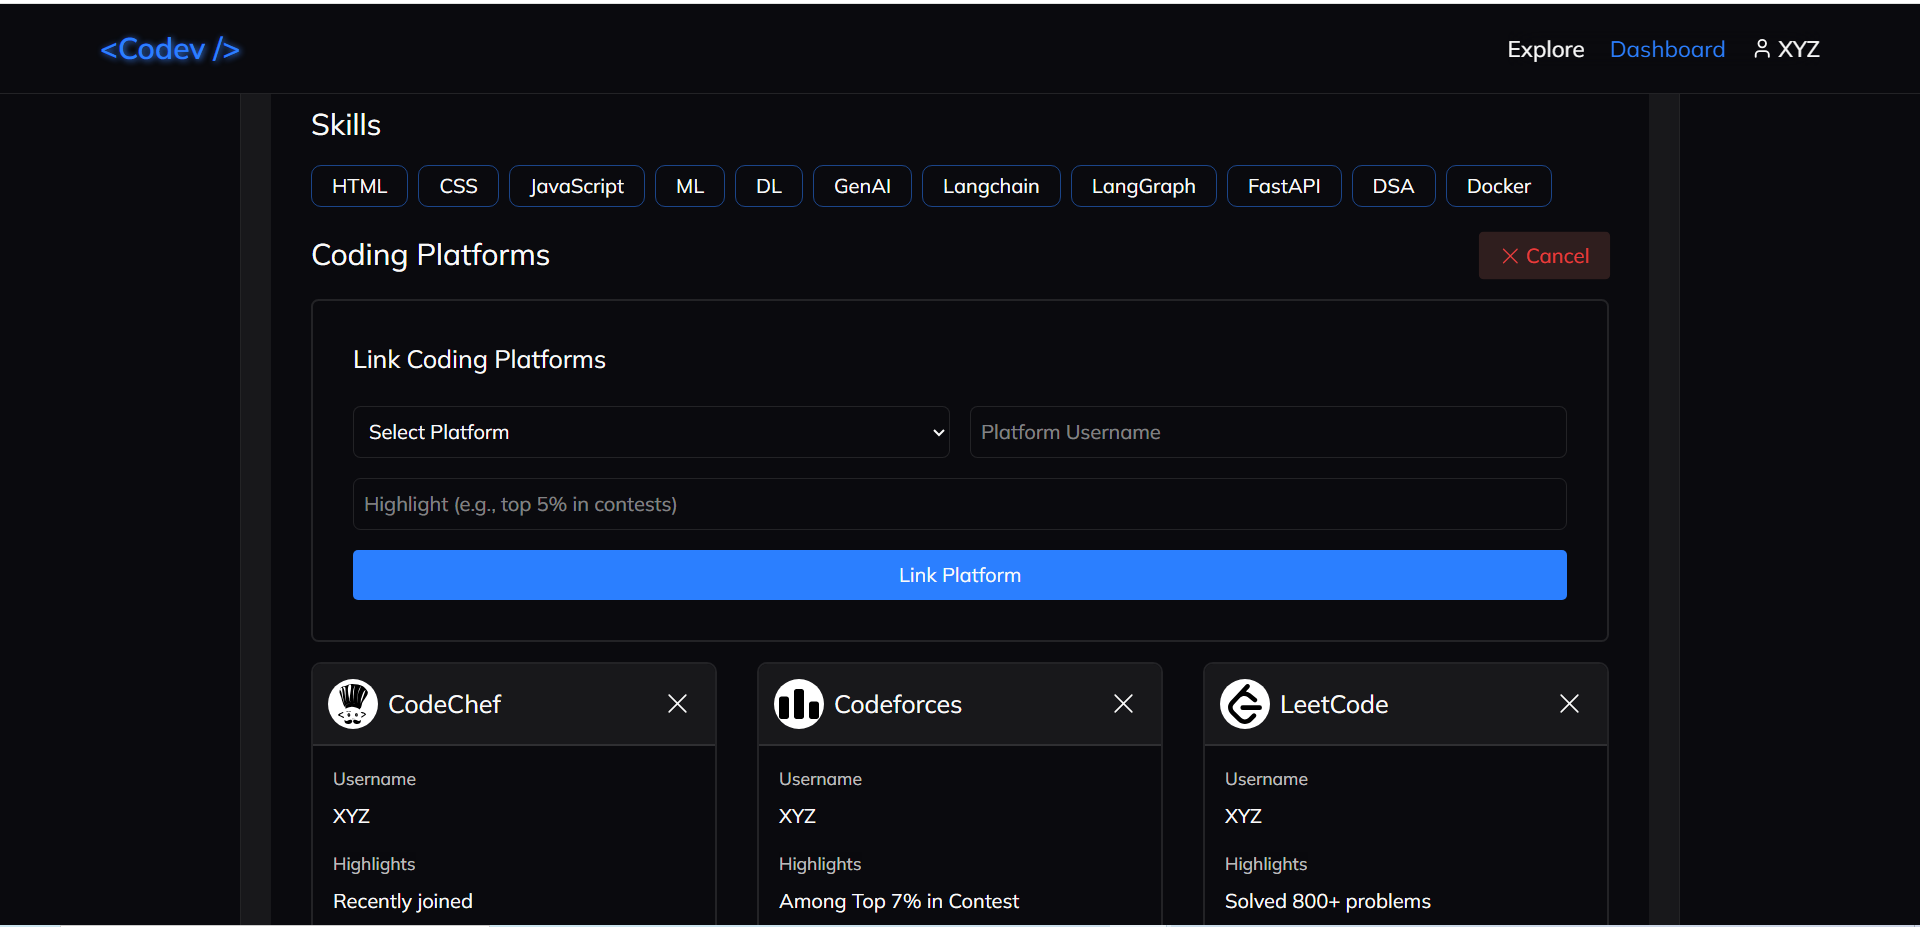 <Codev />
Explore Dashboard XYZ
Skills
HTML CSS JavaScript ML DL GenAI Langchain LangGraph FastAPI DSA Docker
Coding Platforms Cancel
Link Coding Platforms
Select Platform Platform Username
Highlight (e.g., top 5% in contests)
Link Platform
CodeChef
Username
XYZ
Highlights
Recently joined
Codeforces
Username
XYZ
Highlights
Among Top 7% in Contest
LeetCode
Username
XYZ
Highlights
Solved 800+ problems